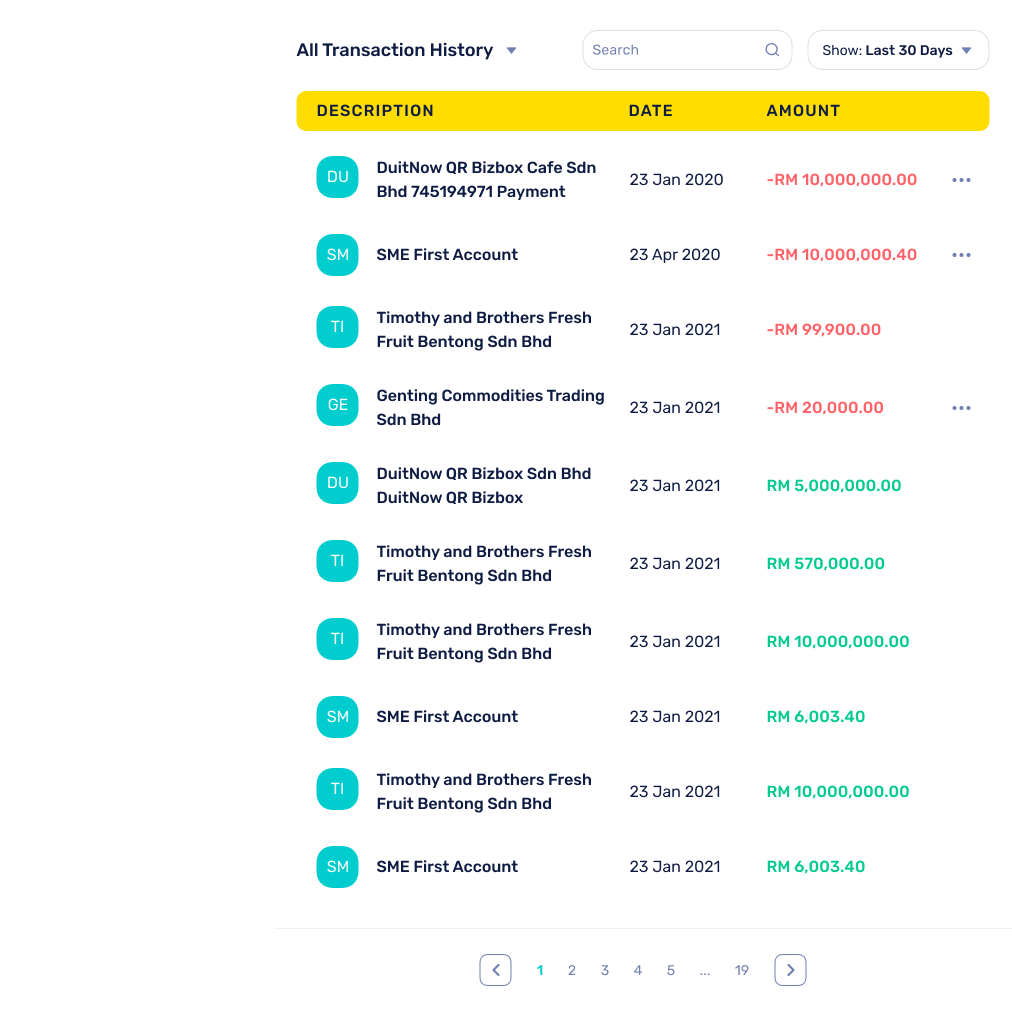 All Transaction History
Search
Show: Last 30 Days
DESCRIPTION DATE AMOUNT
DU
DuitNow QR Bizbox Cafe Sdn
Bhd 745194971 Payment
23 Jan 2020
-RM 10,000,000.00
SM
SME First Account
23 Apr 2020
-RM 10,000,000.40
TI
Timothy and Brothers Fresh
Fruit Bentong Sdn Bhd
23 Jan 2021
-RM 99,900.00
GE
Genting Commodities Trading
Sdn Bhd
23 Jan 2021
-RM 20,000.00
DU
DuitNow QR Bizbox Sdn Bhd
DuitNow QR Bizbox
23 Jan 2021
RM 5,000,000.00
TI
Timothy and Brothers Fresh
Fruit Bentong Sdn Bhd
23 Jan 2021
RM 570,000.00
TI
Timothy and Brothers Fresh
Fruit Bentong Sdn Bhd
23 Jan 2021
RM 10,000,000.00
SM
SME First Account
23 Jan 2021
RM 6,003.40
TI
Timothy and Brothers Fresh
Fruit Bentong Sdn Bhd
23 Jan 2021
RM 10,000,000.00
SM
SME First Account
23 Jan 2021
RM 6,003.40
1 2 3 4 5 ... 19